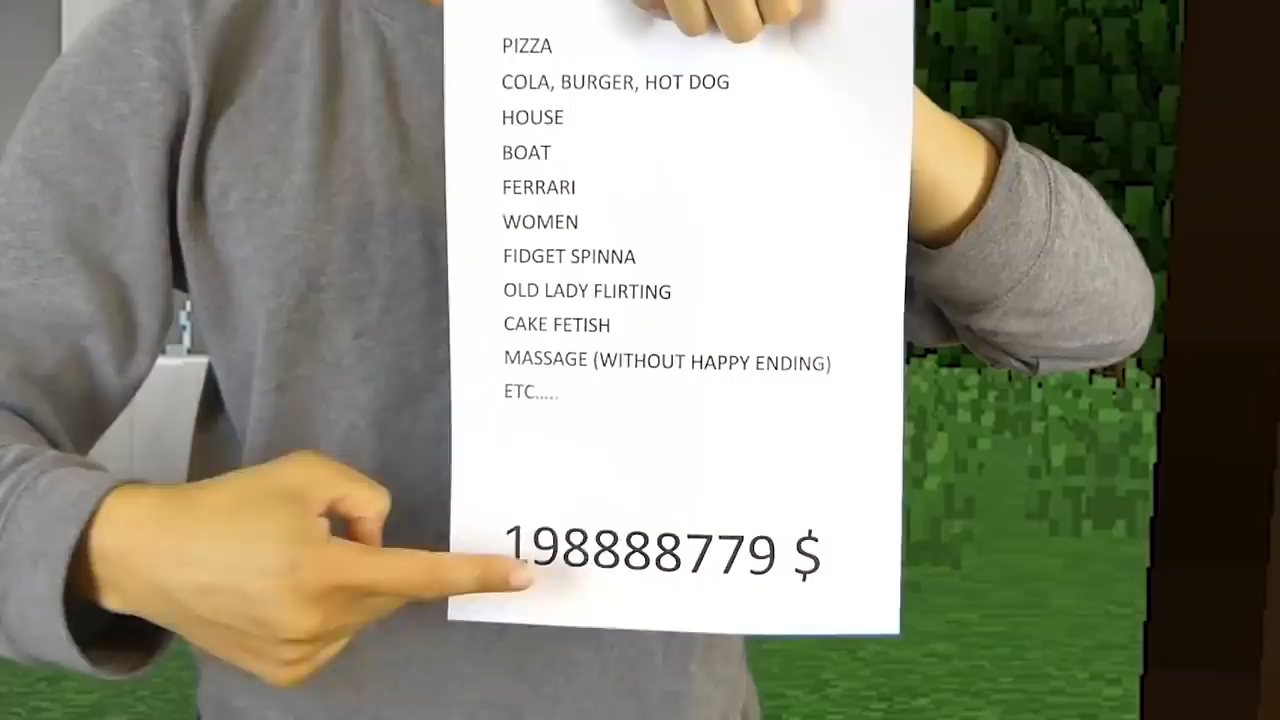 PIZZA
COLA, BURGER, HOT DOG
HOUSE
BOAT
FERRARI
WOMEN
FIDGET SPINNA
OLD LADY FLIRTING
CAKE FETISH
MASSAGE (WITHOUT HAPPY ENDING)
ETC.....
198888779 $